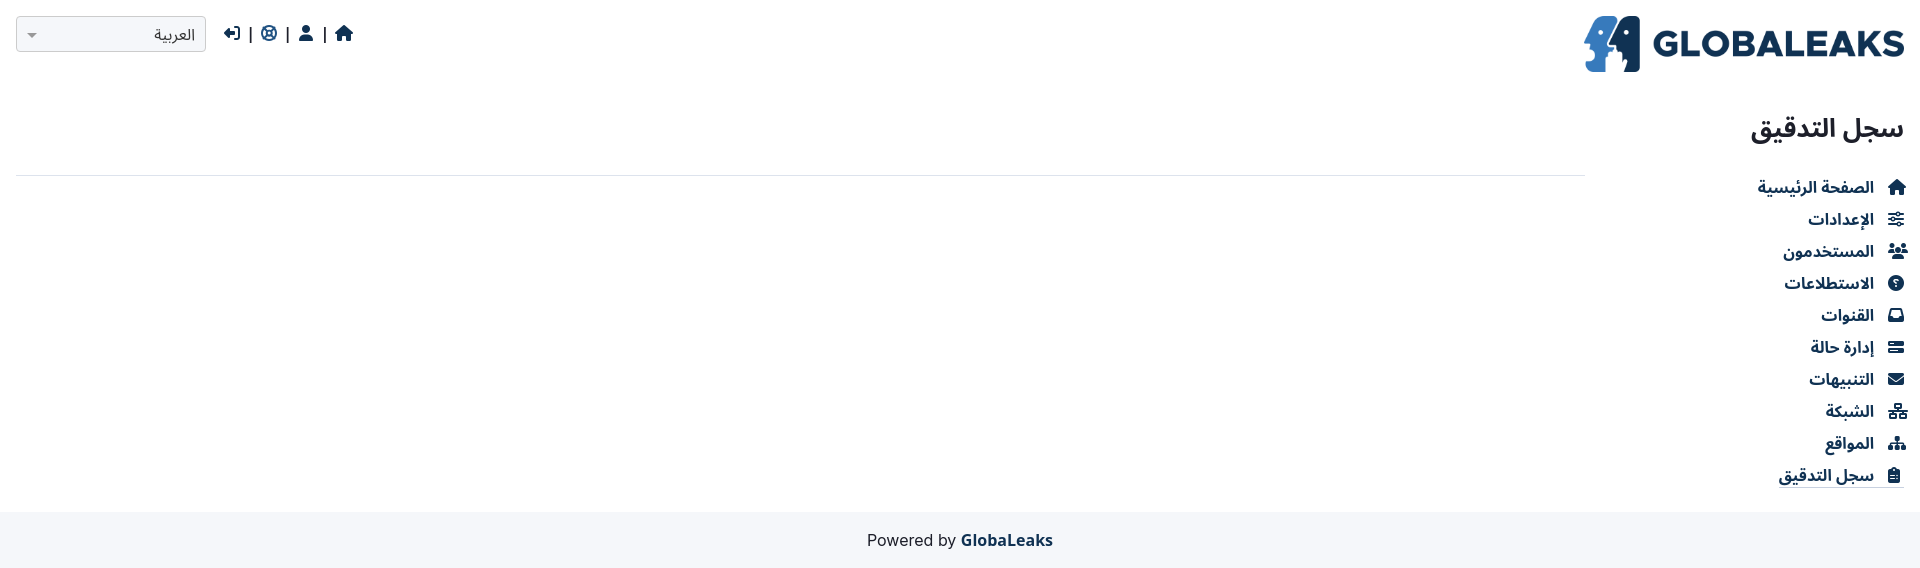 GLOBALEAKS
العربية
سجل التدقيق
الصفحة الرئيسية
الإعدادات
المستخدمون
الاستطلاعات
القنوات
إدارة حالة
التنبيهات
الشبكة
المواقع
سجل التدقيق
Powered by GlobaLeaks